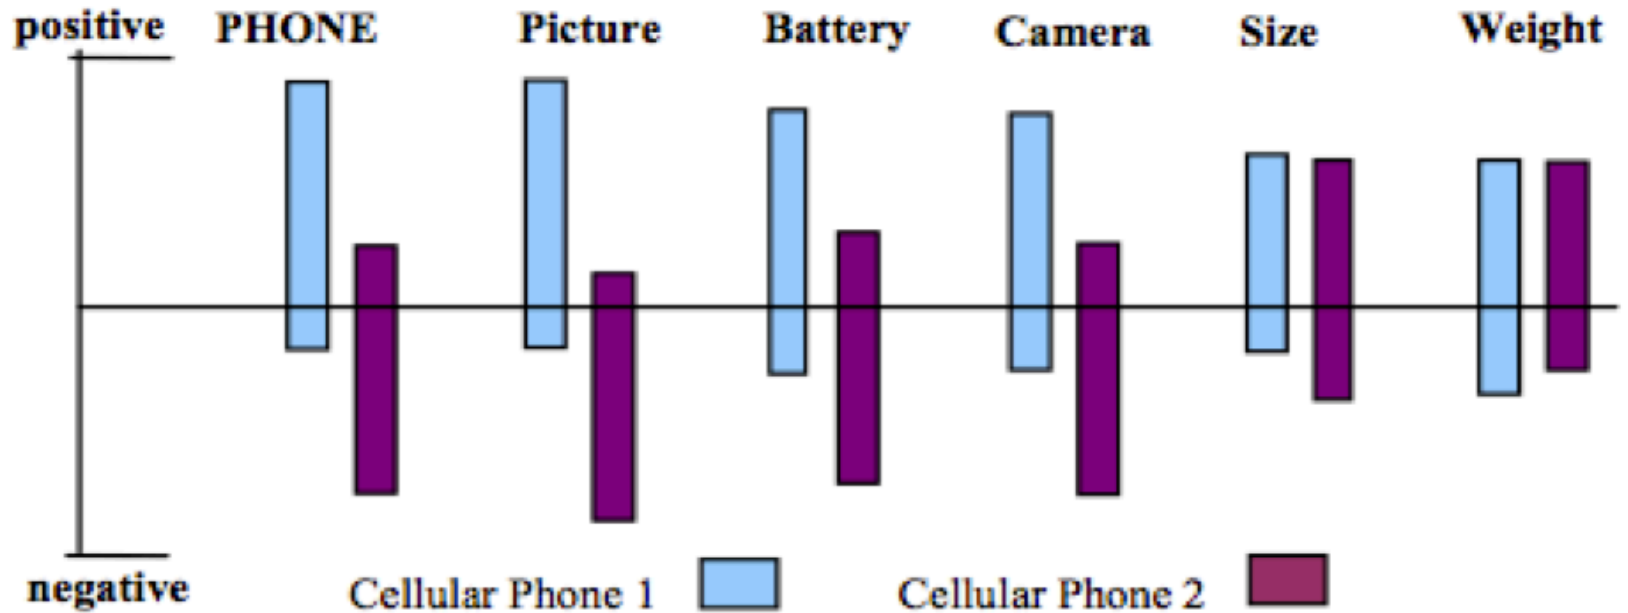 positive PHONE Picture Battery Camera Size Weight
negative Cellular Phone 1 Cellular Phone 2